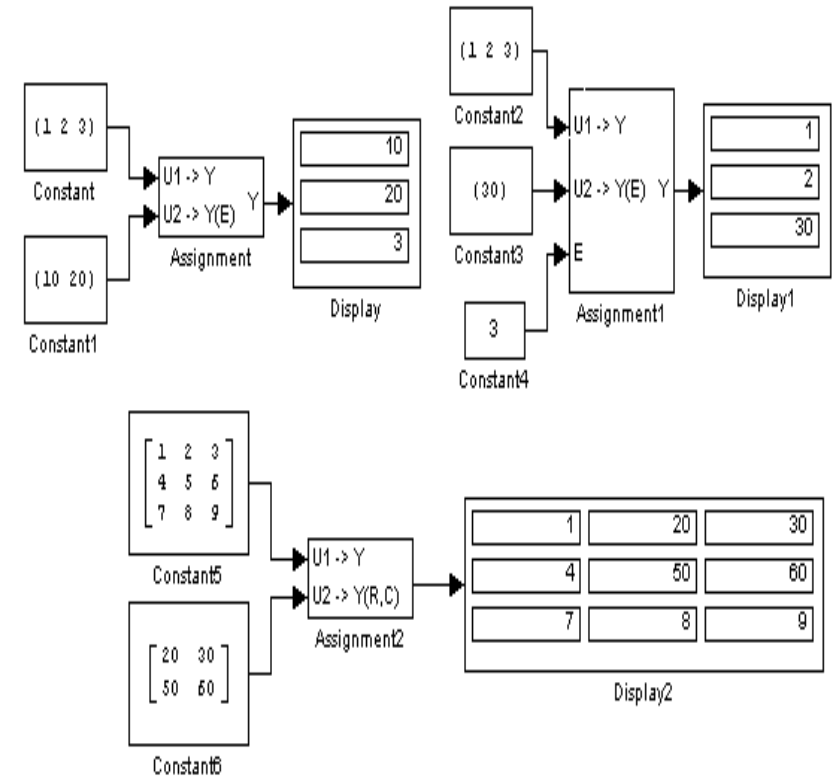 (1 2 3)
Constant
(10 20)
Constant1
U1 -> Y
U2 -> Y(E) Y
Assignment
10
20
3
Display
(1 2 3)
Constant2
(30)
Constant3
3
Constant4
U1 -> Y
U2 -> Y(E) Y
E
Assignment1
1
2
30
Display1
1 2 3
4 5 6
7 8 9
Constant5
20 30
50 60
Constant6
U1 -> Y
U2 -> Y(R,C)
Assignment2
1 20 30
4 50 60
7 8 9
Display2